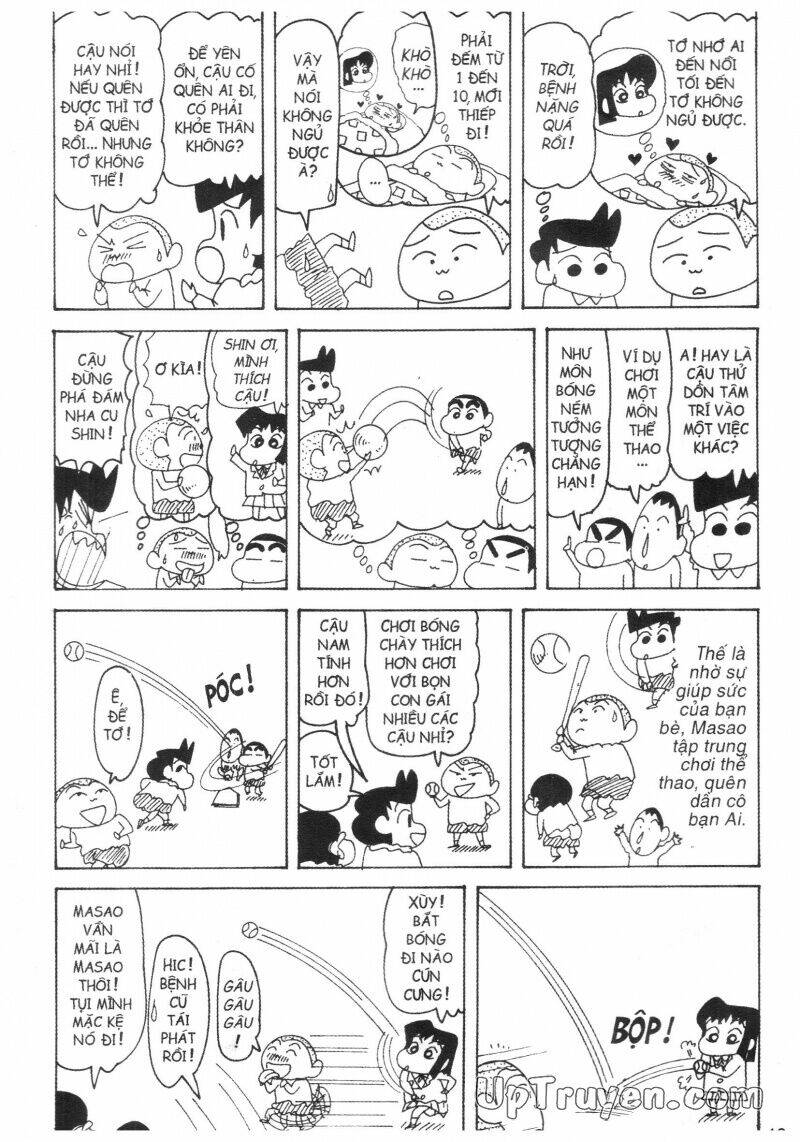 TỚ NHỚ AI
ĐẾN NỖI
TỐI ĐẾN
TỚ KHÔNG
NGỦ ĐƯỢC.
TRỜI,
BỆNH
NẶNG
QUÁ
RỒI!
PHẢI
ĐẾM TỪ
1 ĐẾN
10, MỚI
THIẾP
ĐI!
KHÒ
KHÒ
...
...
VẬY
MÀ
NÓI
KHÔNG
NGỦ
ĐƯỢC
À?
ĐỂ YÊN
ỔN, CẬU CÓ
QUÊN AI ĐI,
CÓ PHẢI
KHỎE THÂN
KHÔNG?
CẬU NÓI
HAY NHỈ!
NẾU QUÊN
ĐƯỢC THÌ TỚ
ĐÃ QUÊN
RỒI... NHƯNG
TỚ KHÔNG
THỂ!
A! HAY LÀ
CẬU THỬ
DỒN TÂM
TRÍ VÀO
MỘT VIỆC
KHÁC?
VÍ DỤ
CHƠI
MỘT
MÔN
THỂ
THAO
...
NHƯ
MÔN
BÓNG
NÉM
TƯỞNG
TƯỢNG
CHẲNG
HẠN!
SHIN ƠI,
MÌNH
THÍCH
CẬU!
Ơ KÌA!
CẬU
ĐỪNG
PHÁ ĐÁM
NHA CU
SHIN!
Thế là
nhờ sự
giúp sức
của bạn
bè, Masao
tập trung
chơi thể
thao, quên
dần cô
bạn Ai.
CHƠI BÓNG
CHÀY THÍCH
HƠN CHƠI
VỚI BỌN
CON GÁI
NHIỀU CÁC
CẬU NHỈ?
CẬU
NAM
TÍNH
HƠN
RỒI ĐÓ!
TỐT
LẮM!
PÓC!
Ê,
ĐỂ
TỚ!
BỘP!
XÙY!
BẮT
BÓNG
ĐI NÀO
CÚN
CƯNG!
GÂU
GÂU
GÂU
!
HIC!
BỆNH
CŨ
TÁI
PHÁT
RỒI!
MASAO
VẪN
MÃI LÀ
MASAO
THÔI!
TỤI MÌNH
MẶC KỆ
NÓ ĐI!
UpTruyen.com